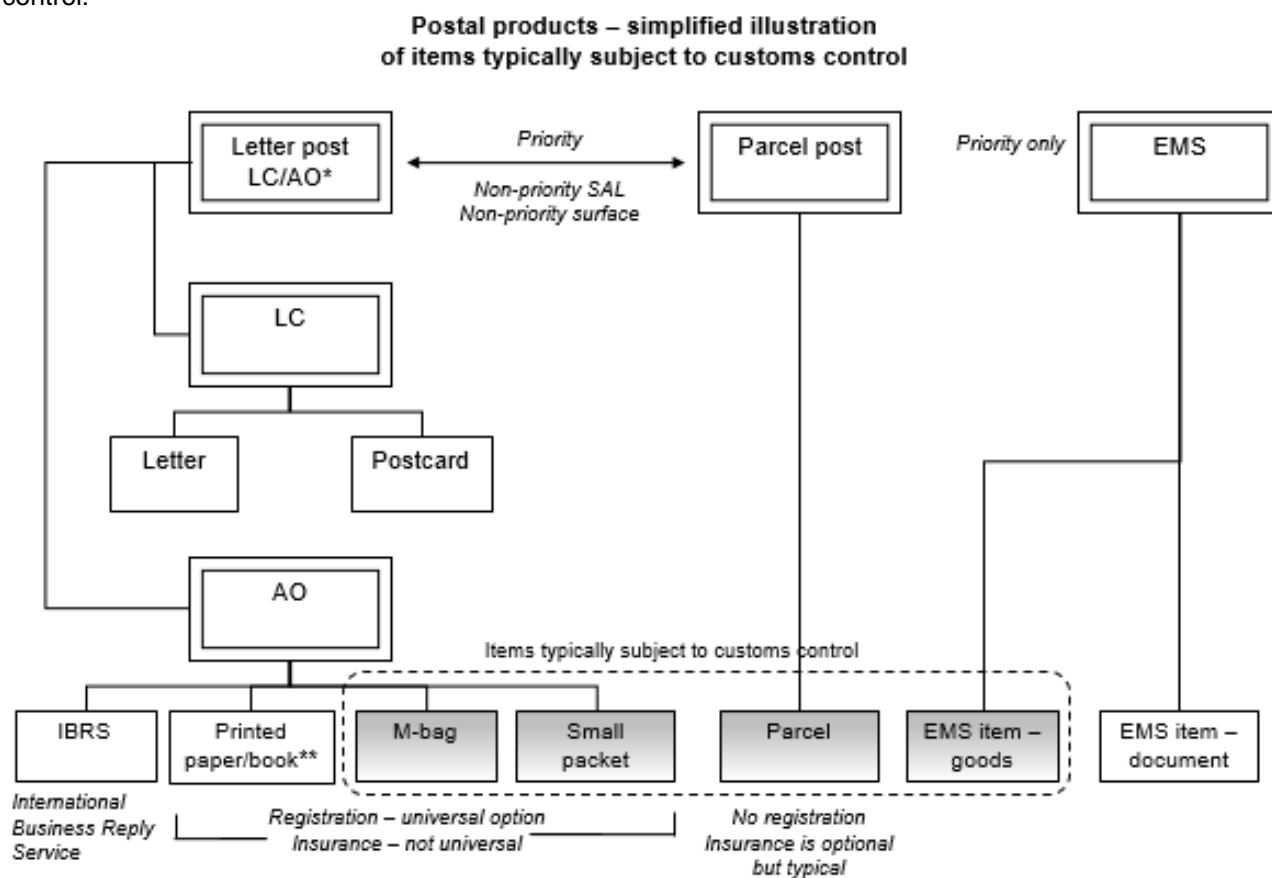 control.
Postal products – simplified illustration
of items typically subject to customs control
Letter post
LC/AO*
Priority
Non-priority SAL
Non-priority surface
Parcel post
Priority only
EMS
LC
Letter
Postcard
AO
Items typically subject to customs control
IBRS
Printed
paper/book**
M-bag
Small
packet
Parcel
EMS item –
goods
EMS item –
document
International
Business Reply
Service
Registration – universal option
Insurance – not universal
No registration
Insurance is optional
but typical